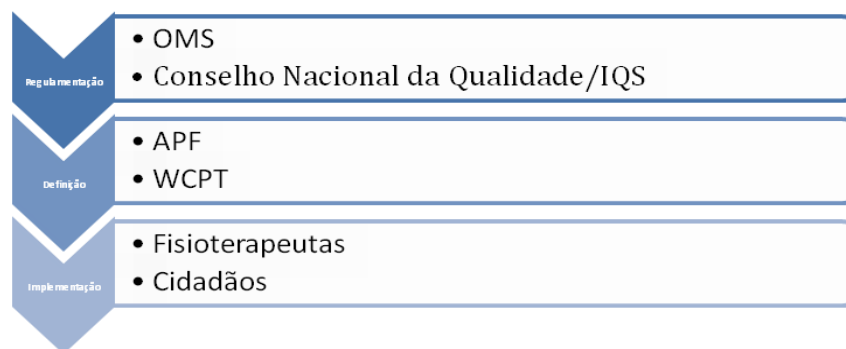 Regulamentação
• OMS
• Conselho Nacional da Qualidade/IQS
Definição
• APF
• WCPT
Implementação
• Fisioterapeutas
• Cidadãos